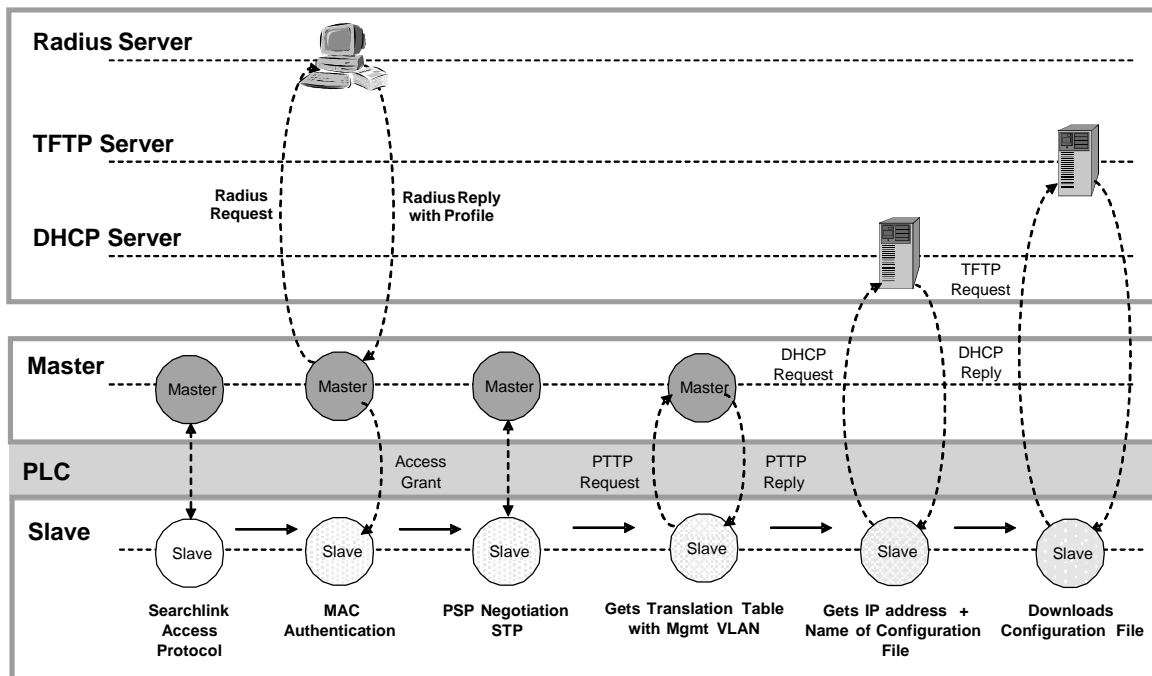 Radius Server
TFTP Server
Radius
Request
Radius Reply
with Profile
DHCP Server
TFTP
Request
Master
DHCP
Request
DHCP
Reply
Master
Master
Master
Master
PLC
Access
Grant
PTTP
Request
PTTP
Reply
Slave
Slave
Slave
Slave
Slave
Slave
Slave
Searchlink
Access
Protocol
MAC
Authentication
PSP Negotiation
STP
Gets Translation Table
with Mgmt VLAN
Gets IP address +
Name of Configuration
File
Downloads
Configuration File